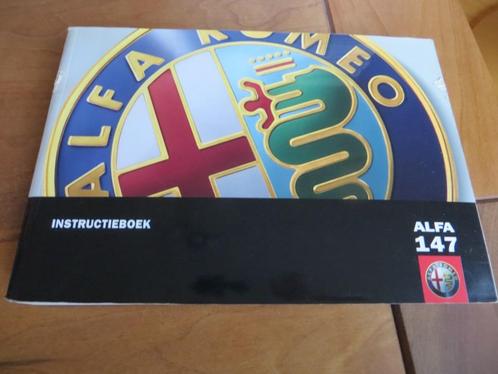 ALFA ROMEO
INSTRUCTIEBOEK
ALFA
147